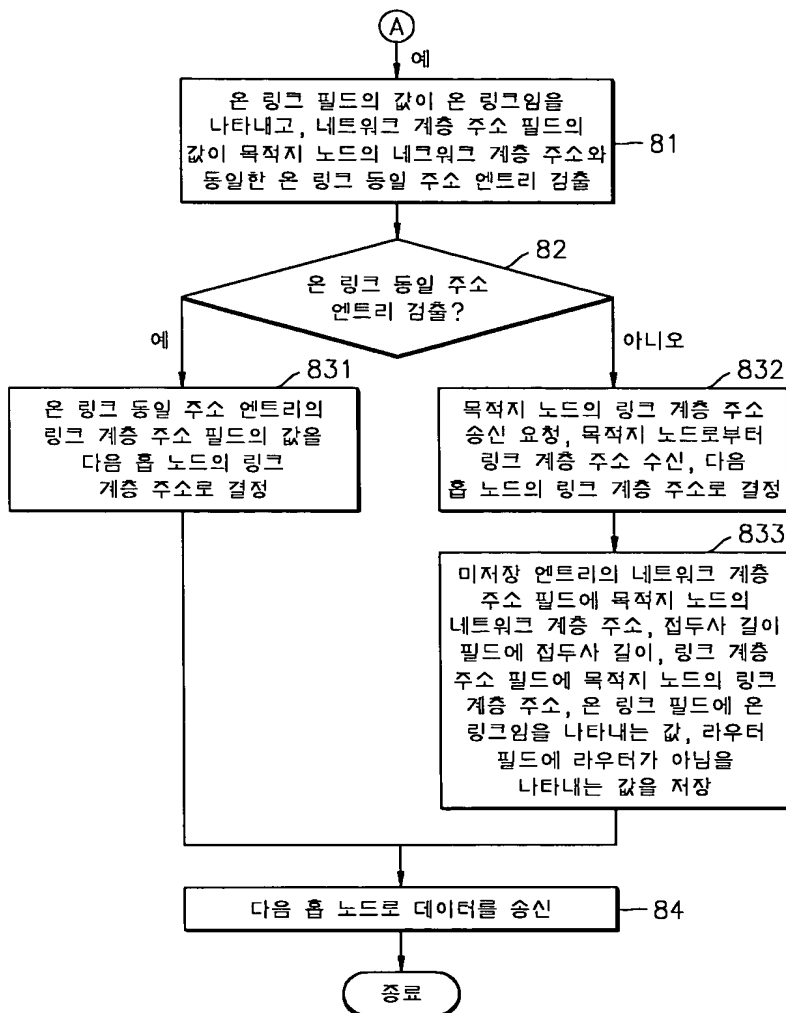 A
예
온 링크 필드의 값이 온 링크임을
나타내고, 네트워크 계층 주소 필드의
값이 목적지 노드의 네크워크 계층 주소와
동일한 온 링크 동일 주소 엔트리 검출
81
82
온 링크 동일 주소
엔트리 검출?
예
아니오
831
온 링크 동일 주소 엔트리의
링크 계층 주소 필드의 값을
다음 홉 노드의 링크
계층 주소로 결정
832
목적지 노드의 링크 계층 주소
송신 요청, 목적지 노드로부터
링크 계층 주소 수신, 다음
홉 노드의 링크 계층 주소로 결정
833
미저장 엔트리의 네트워크 계층
주소 필드에 목적지 노드의
네트워크 계층 주소, 접두사 길이
필드에 접두사 길이, 링크 계층
주소 필드에 목적지 노드의 링크
계층 주소, 온 링크 필드에 온
링크임을 나타내는 값, 라우터
필드에 라우터가 아님을
나타내는 값을 저장
다음 홉 노드로 데이터를 송신
84
종료